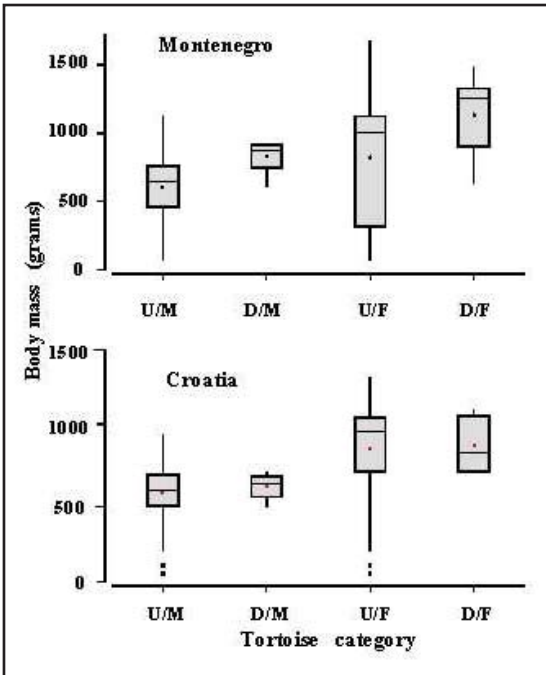 Montenegro
1500
1000
500
0
U/M D/M U/F D/F
Body mass (grams)
1500
Croatia
1000
500
0
U/M D/M U/F D/F
Tortoise category